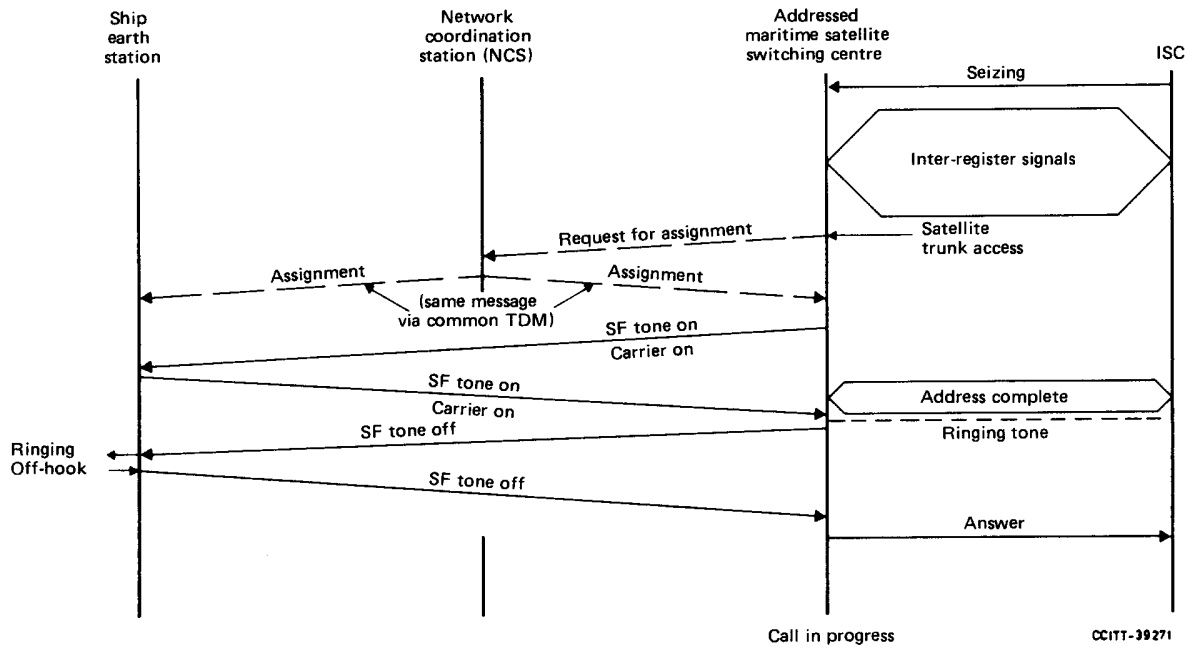 Ship
earth
station
Network
coordination
station (NCS)
Addressed
maritime satellite
switching centre
ISC
Seizing
Inter-register signals
Request for assignment
Satellite
trunk access
Assignment
Assignment
(same message
via common TDM)
SF tone on
Carrier on
SF tone on
Carrier on
Address complete
SF tone off
Ringing tone
Ringing
Off-hook
SF tone off
Answer
Call in progress
CCITT-39271